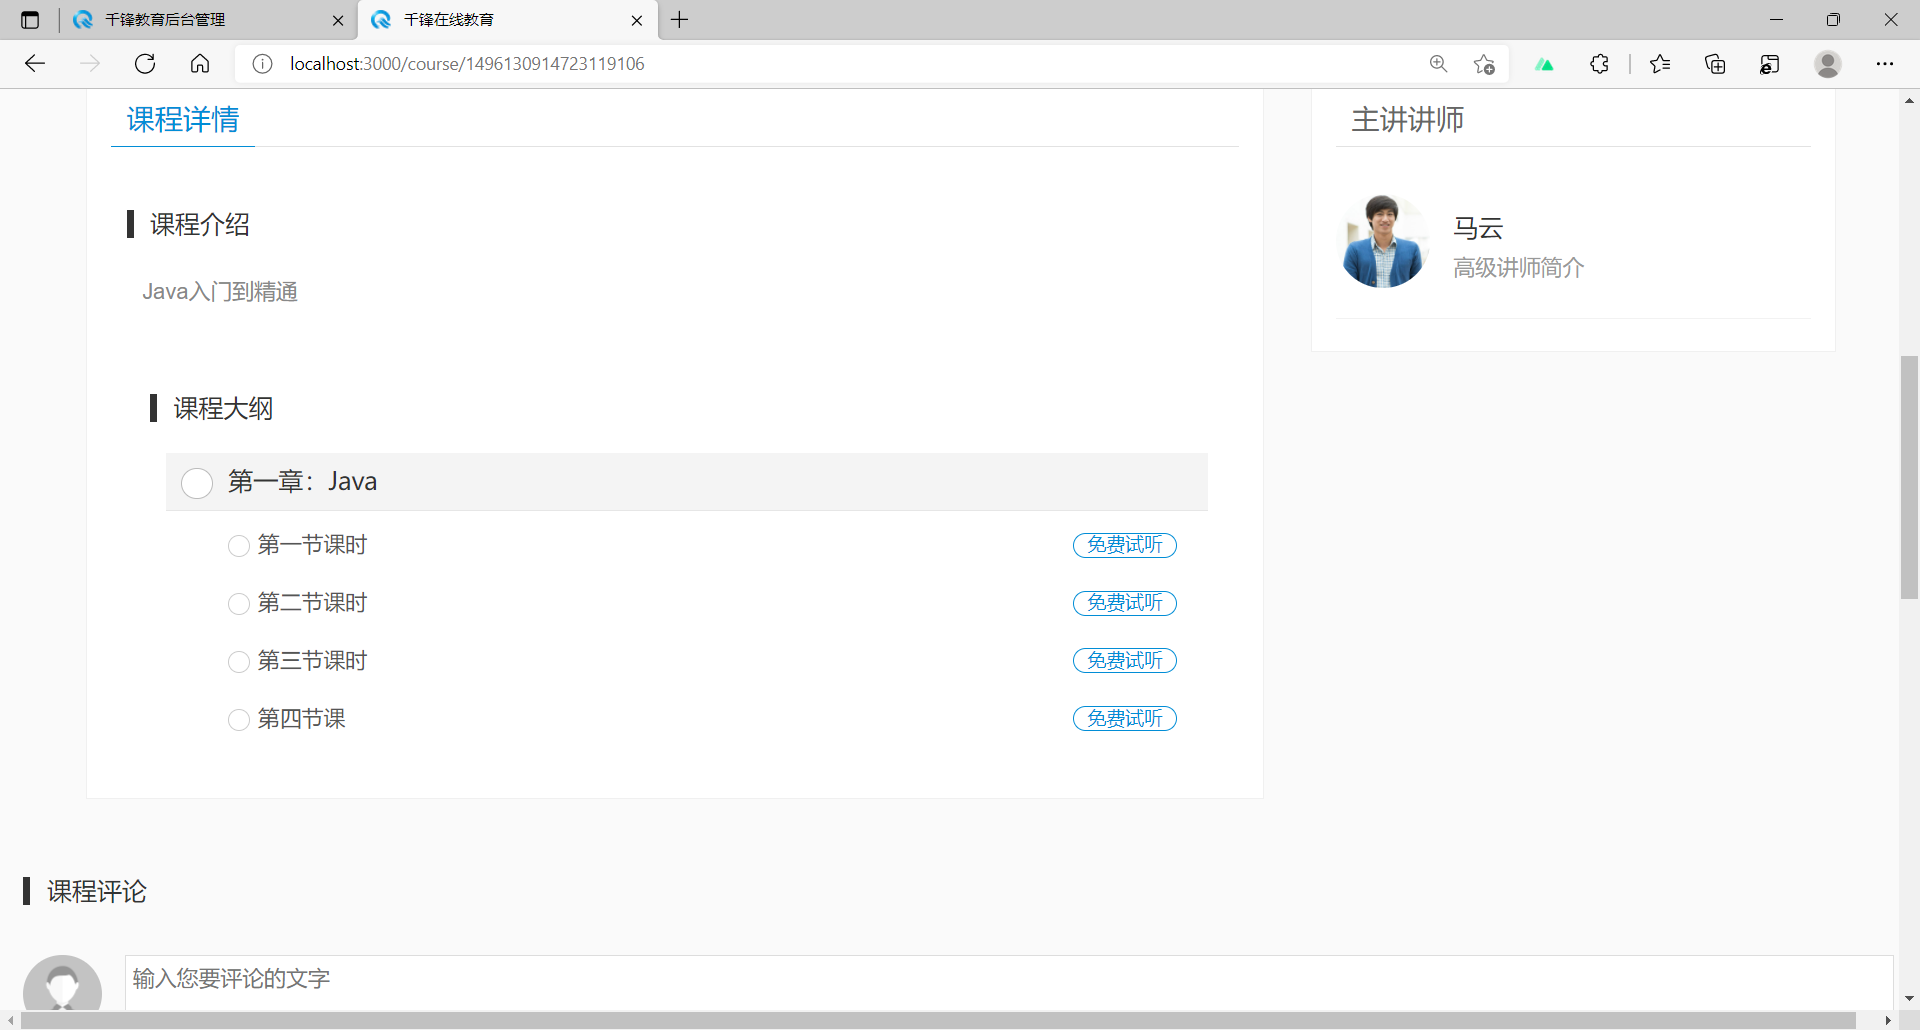 千锋教育后台管理
千锋在线教育
localhost:3000/course/1496130914723119106
课程详情
主讲讲师
课程介绍
马云
高级讲师简介
Java入门到精通
课程大纲
第一章：Java
第一节课时
免费试听
第二节课时
免费试听
第三节课时
免费试听
第四节课
免费试听
课程评论
输入您要评论的文字